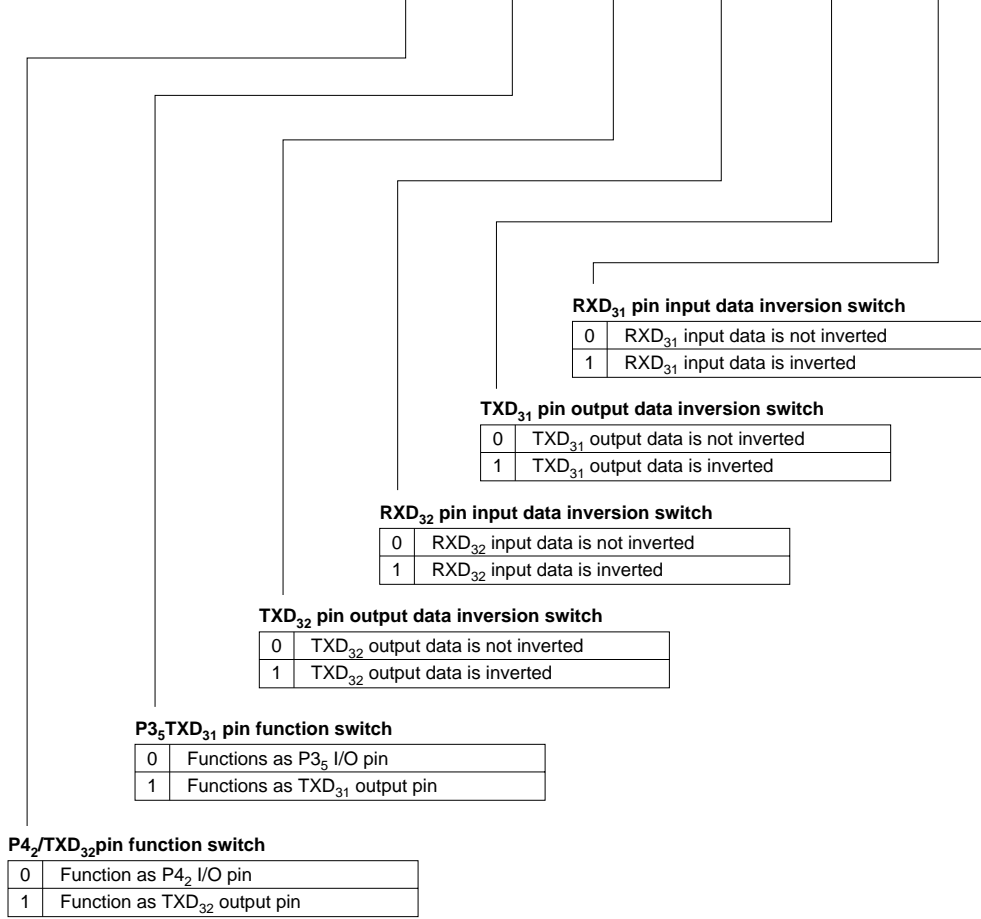 RXD31 pin input data inversion switch
0 RXD31 input data is not inverted
1 RXD31 input data is inverted
TXD31 pin output data inversion switch
0 TXD31 output data is not inverted
1 TXD31 output data is inverted
RXD32 pin input data inversion switch
0 RXD32 input data is not inverted
1 RXD32 input data is inverted
TXD32 pin output data inversion switch
0 TXD32 output data is not inverted
1 TXD32 output data is inverted
P35TXD31 pin function switch
0 Functions as P35 I/O pin
1 Functions as TXD31 output pin
P42/TXD32pin function switch
0 Function as P42 I/O pin
1 Function as TXD32 output pin